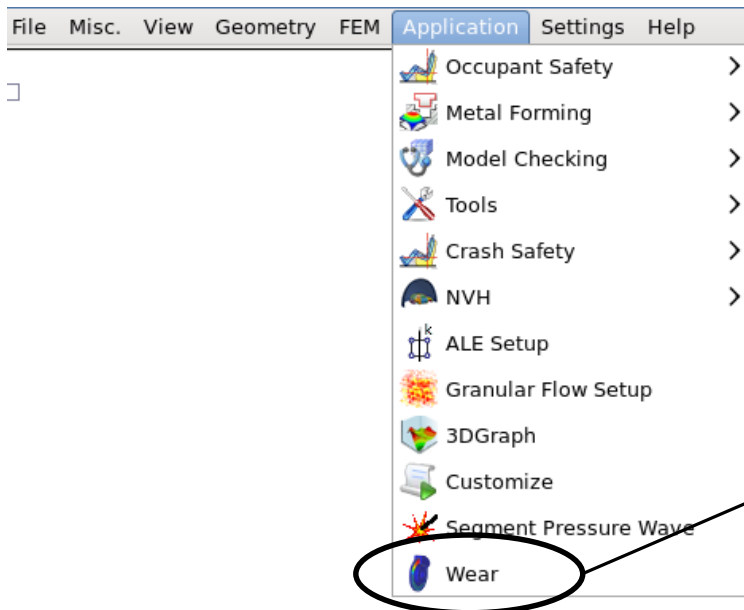 File Misc. View Geometry FEM Application Settings Help
Occupant Safety
Metal Forming
Model Checking
Tools
Crash Safety
NVH
k
ALE Setup
Granular Flow Setup
3DGraph
Customize
Segment Pressure Wave
Wear